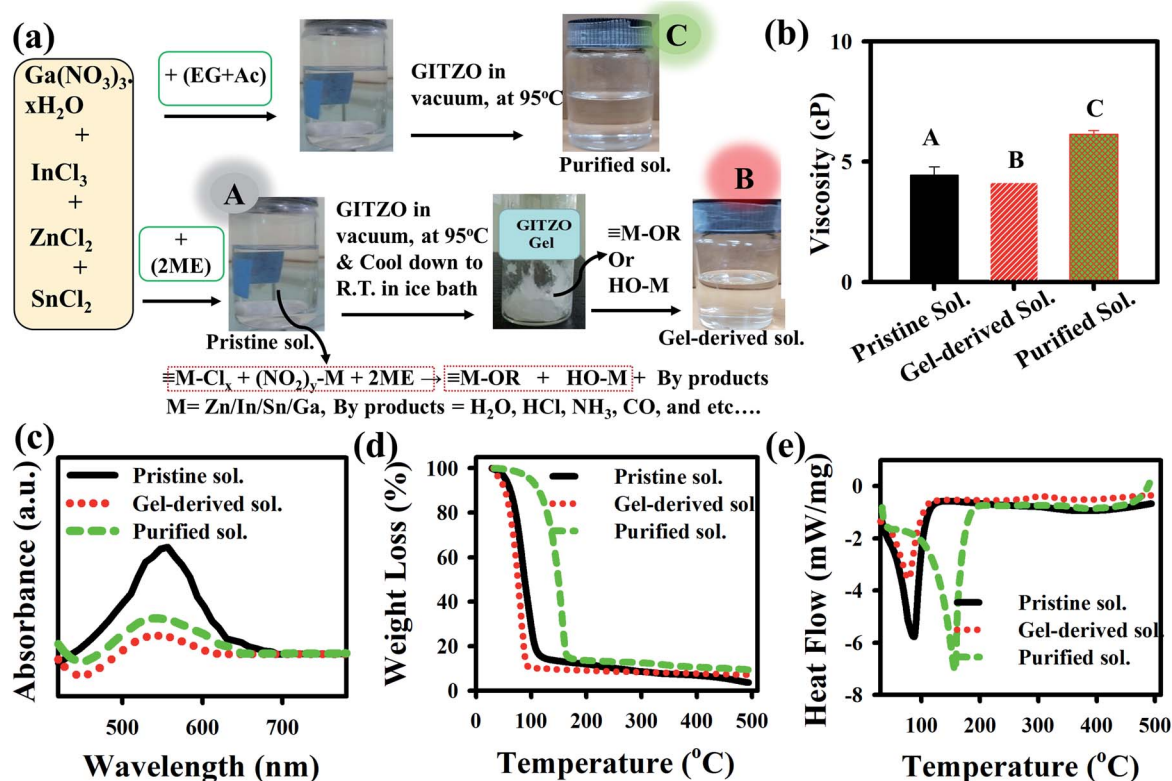 (a)
Ga(NO₃)₃.
xH₂O
+
InCl₃
+
ZnCl₂
+
SnCl₂
+ (EG+Ac)
GITZO in
vacuum, at 95°C
C
Purified sol.
A
+
(2ME)
Pristine sol.
GITZO in
vacuum, at 95°C
& Cool down to
R.T. in ice bath
GITZO
Gel
≡M-OR
Or
HO-M
B
Gel-derived sol.
≡M-Clₓ + (NO₂)ᵧ-M + 2ME → ≡M-OR + HO-M + By products
M= Zn/In/Sn/Ga, By products = H₂O, HCl, NH₃, CO, and etc….
(b)
Viscosity (cP)
10
5
0
A
B
C
Pristine Sol.
Gel-derived Sol.
Purified Sol.
(c)
Absorbance (a.u.)
Pristine sol.
Gel-derived sol.
Purified sol.
500 600 700
Wavelength (nm)
(d)
Weight Loss (%)
100
80
60
40
20
0
Pristine sol.
Gel-derived sol.
Purified sol.
0 100 200 300 400 500
Temperature (°C)
(e)
Heat Flow (mW/mg)
0
-2
-4
-6
-8
Pristine sol.
Gel-derived sol.
Purified sol.
100 200 300 400 500
Temperature (°C)